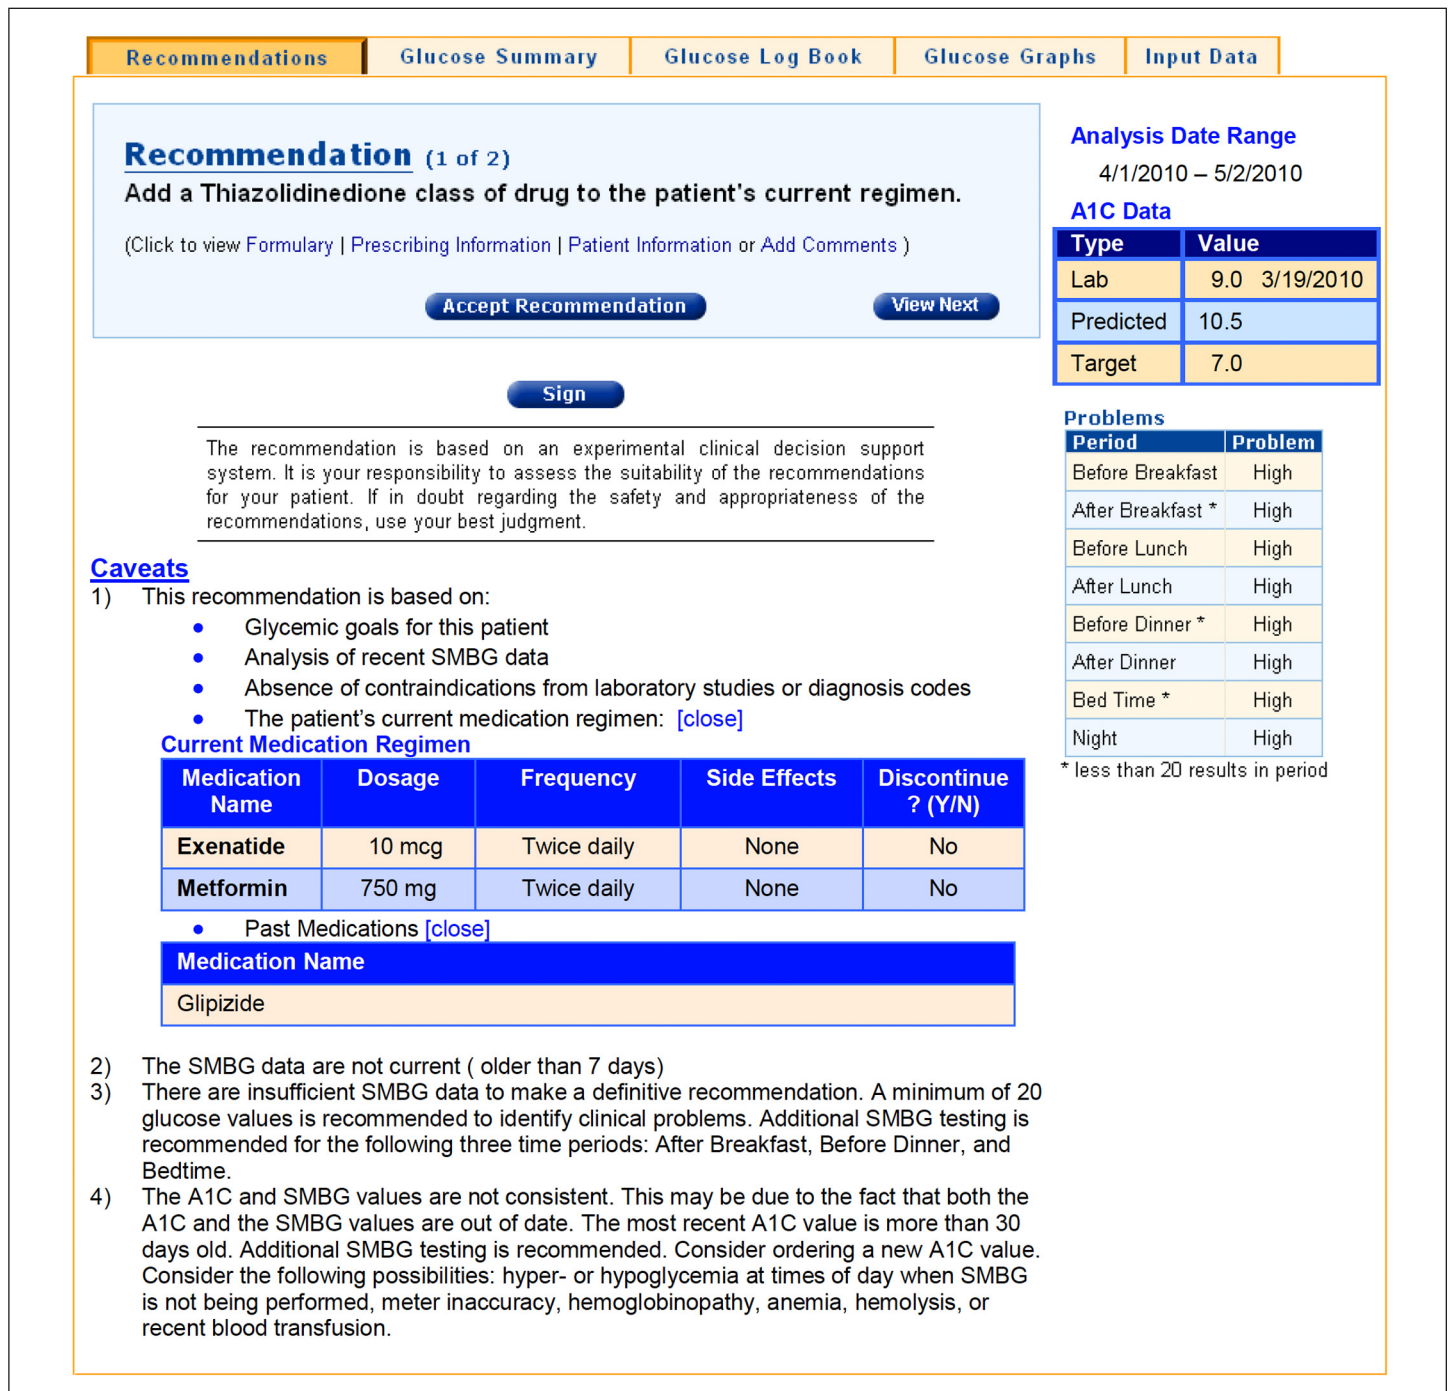 Recommendations Glucose Summary Glucose Log Book Glucose Graphs Input Data
Recommendation (1 of 2)
Add a Thiazolidinedione class of drug to the patient's current regimen.
(Click to view Formulary | Prescribing Information | Patient Information or Add Comments )
Accept Recommendation View Next
Sign
The recommendation is based on an experimental clinical decision support
system. It is your responsibility to assess the suitability of the recommendations
for your patient. If in doubt regarding the safety and appropriateness of the
recommendations, use your best judgment.
Caveats
1) This recommendation is based on:
● Glycemic goals for this patient
● Analysis of recent SMBG data
● Absence of contraindications from laboratory studies or diagnosis codes
● The patient's current medication regimen: [close]
Current Medication Regimen
Medication Name Dosage Frequency Side Effects Discontinue ? (Y/N)
Exenatide 10 mcg Twice daily None No
Metformin 750 mg Twice daily None No
● Past Medications [close]
Medication Name
Glipizide
2) The SMBG data are not current ( older than 7 days)
3) There are insufficient SMBG data to make a definitive recommendation. A minimum of 20
glucose values is recommended to identify clinical problems. Additional SMBG testing is
recommended for the following three time periods: After Breakfast, Before Dinner, and
Bedtime.
4) The A1C and SMBG values are not consistent. This may be due to the fact that both the
A1C and the SMBG values are out of date. The most recent A1C value is more than 30
days old. Additional SMBG testing is recommended. Consider ordering a new A1C value.
Consider the following possibilities: hyper- or hypoglycemia at times of day when SMBG
is not being performed, meter inaccuracy, hemoglobinopathy, anemia, hemolysis, or
recent blood transfusion.
Analysis Date Range
4/1/2010 – 5/2/2010
A1C Data
Type Value
Lab 9.0 3/19/2010
Predicted 10.5
Target 7.0
Problems
Period Problem
Before Breakfast High
After Breakfast * High
Before Lunch High
After Lunch High
Before Dinner * High
After Dinner High
Bed Time * High
Night High
* less than 20 results in period